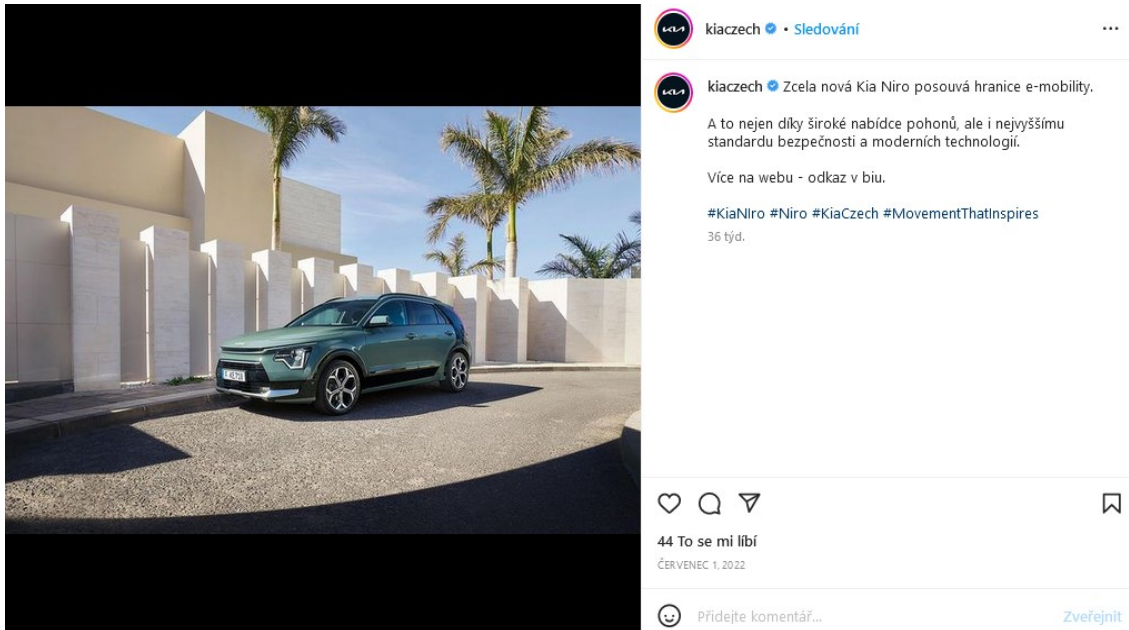 kiaczech • Sledování
kiaczech Zcela nová Kia Niro posouvá hranice e-mobility.
A to nejen díky široké nabídce pohonů, ale i nejvyššímu
standardu bezpečnosti a moderních technologií.
Více na webu - odkaz v biu.
#KiaNIro #Niro #KiaCzech #MovementThatInspires
36 týd.
44 To se mi líbí
ČERVENEC 1, 2022
Přidejte komentář...
Zveřejnit